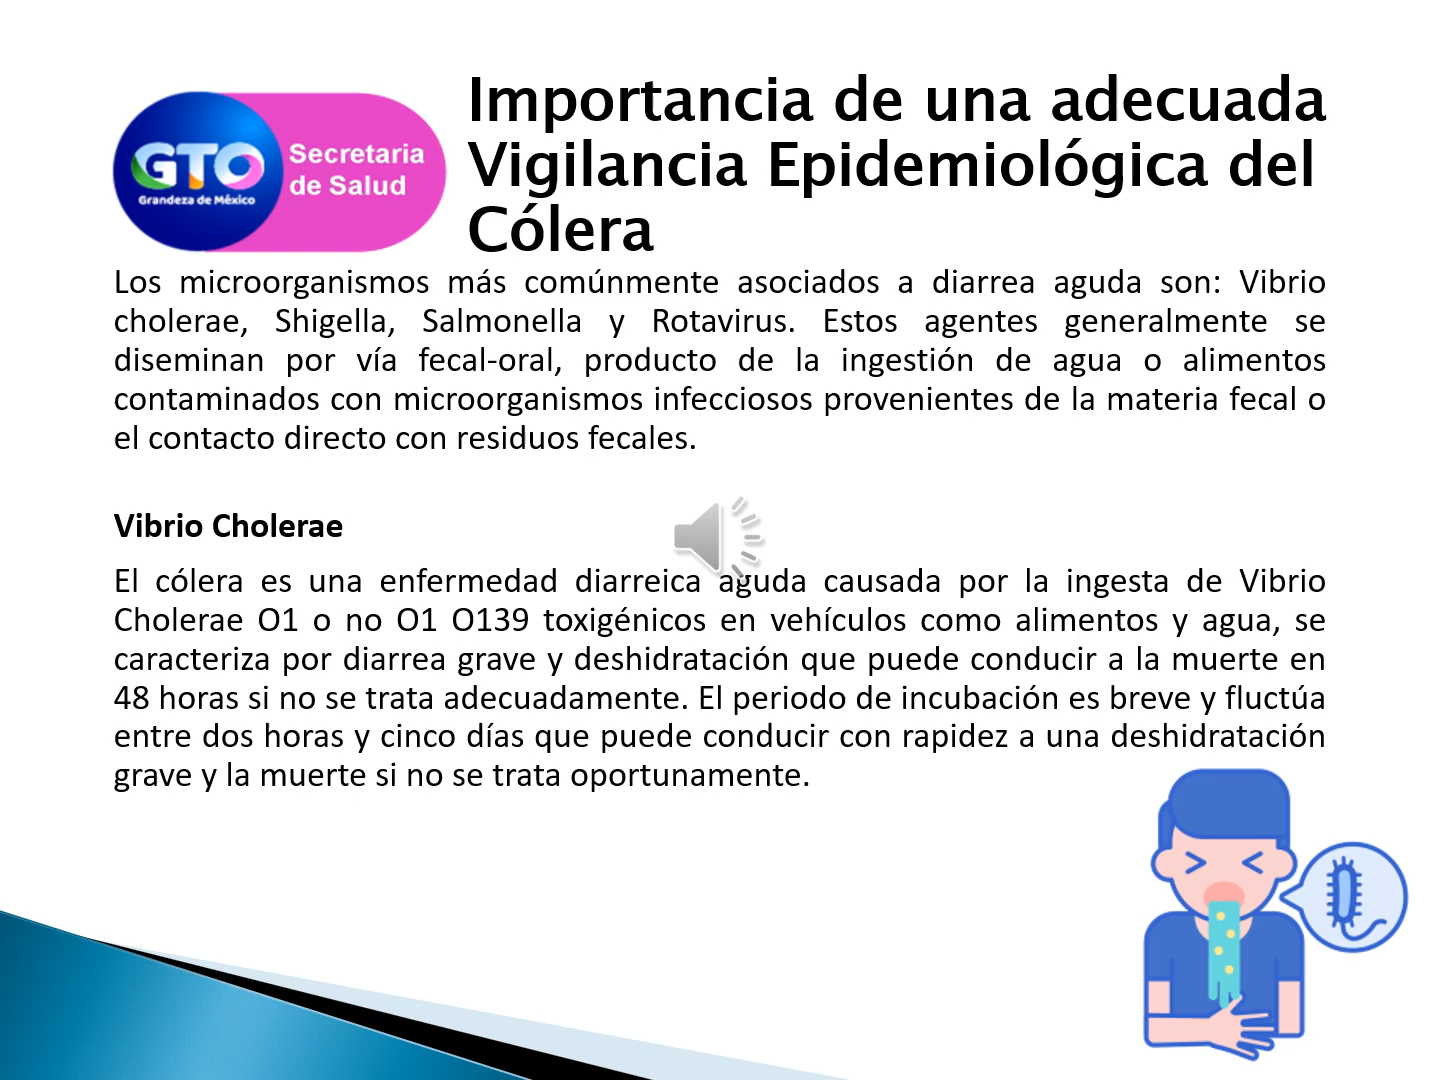 GTO
Grandeza de México
Secretaria
de Salud
Importancia de una adecuada
Vigilancia Epidemiológica del
Cólera
Los microorganismos más comúnmente asociados a diarrea aguda son: Vibrio
cholerae, Shigella, Salmonella y Rotavirus. Estos agentes generalmente se
diseminan por vía fecal-oral, producto de la ingestión de agua o alimentos
contaminados con microorganismos infecciosos provenientes de la materia fecal o
el contacto directo con residuos fecales.
Vibrio Cholerae
El cólera es una enfermedad diarreica aguda causada por la ingesta de Vibrio
Cholerae O1 o no O1 O139 toxigénicos en vehículos como alimentos y agua, se
caracteriza por diarrea grave y deshidratación que puede conducir a la muerte en
48 horas si no se trata adecuadamente. El periodo de incubación es breve y fluctúa
entre dos horas y cinco días que puede conducir con rapidez a una deshidratación
grave y la muerte si no se trata oportunamente.